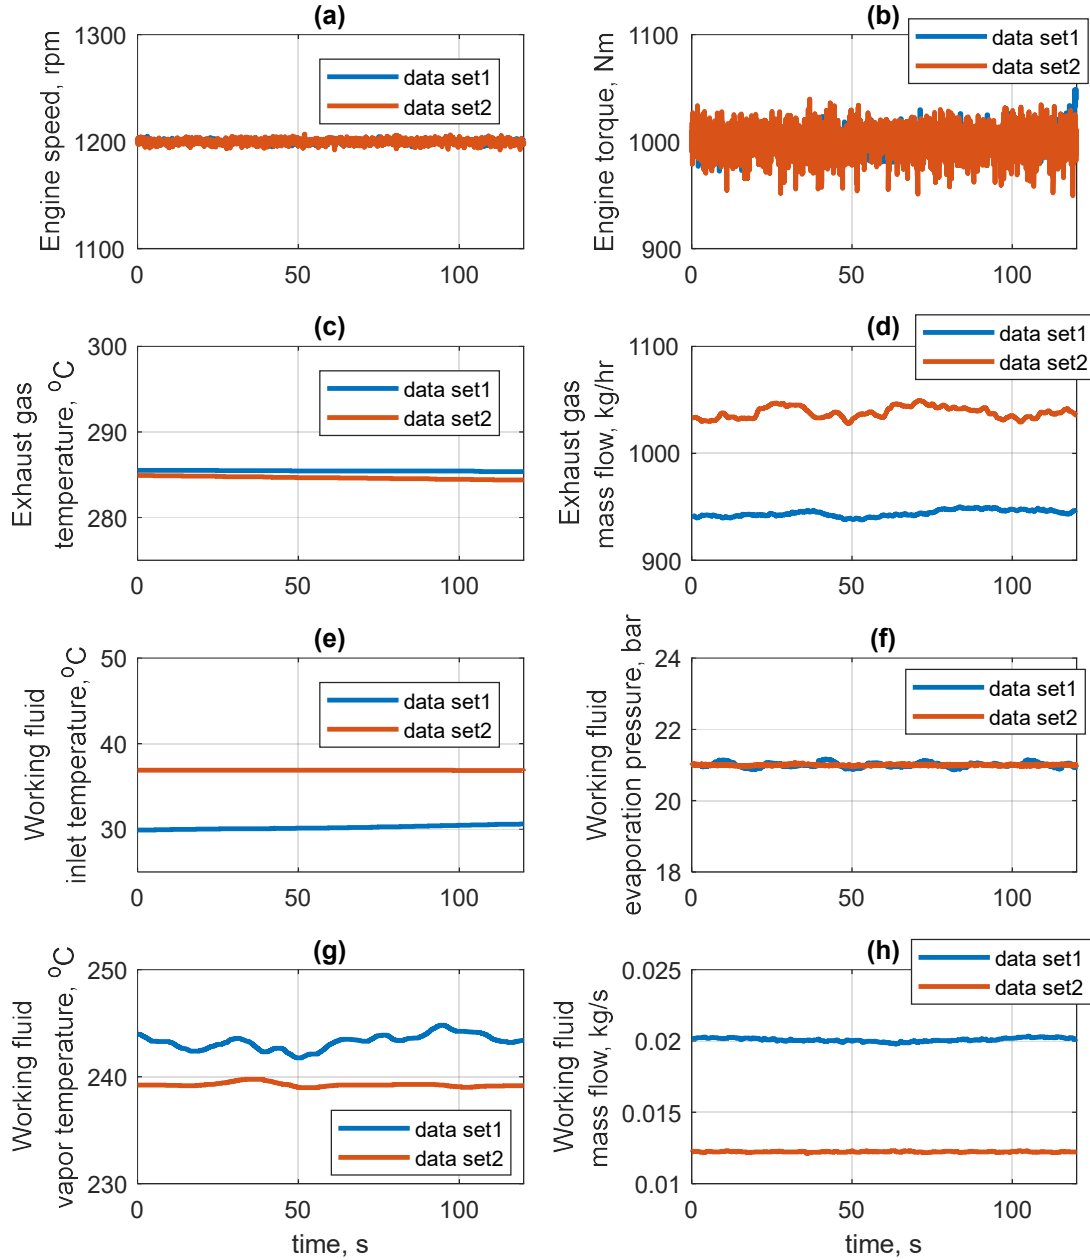 (a)
Engine speed, rpm
1300
1200
1100
0
50
100
data set1
data set2
(b)
Engine torque, Nm
1100
1000
900
0
50
100
data set1
data set2
(c)
Exhaust gas
temperature, ⁰C
300
290
280
0
50
100
data set1
data set2
(d)
Exhaust gas
mass flow, kg/hr
1100
1000
900
0
50
100
data set1
data set2
(e)
Working fluid
inlet temperature,⁰C
50
40
30
0
50
100
data set1
data set2
(f)
Working fluid
evaporation pressure, bar
24
22
20
18
0
50
100
data set1
data set2
(g)
Working fluid
vapor temperature, ⁰C
250
240
230
0
50
100
time, s
data set1
data set2
(h)
Working fluid
mass flow, kg/s
0.025
0.02
0.015
0.01
0
50
100
time, s
data set1
data set2